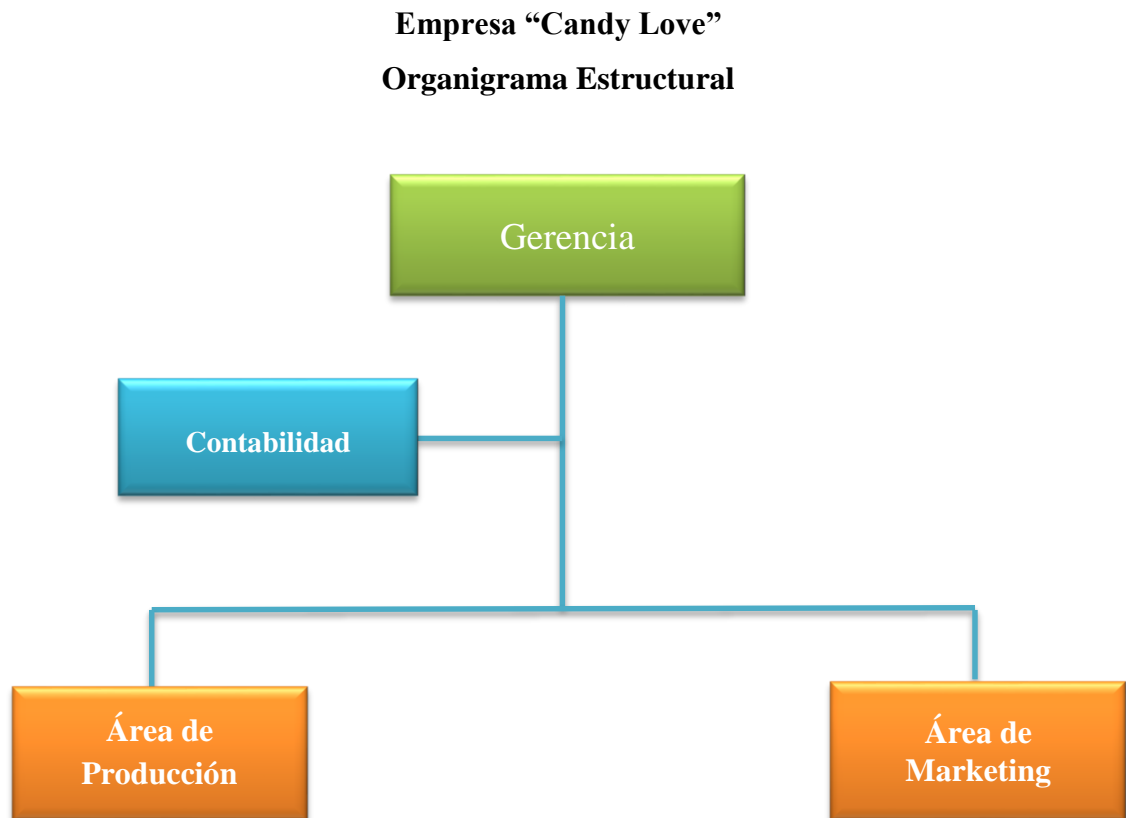 Empresa “Candy Love”
Organigrama Estructural
Gerencia
Contabilidad
Área de
Producción
Área de
Marketing